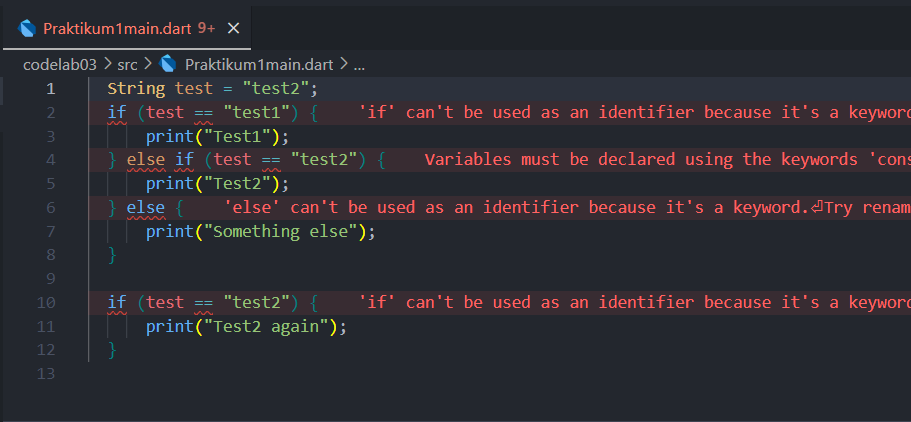 Praktikum1main.dart 9+ ×
codelab03 > src > Praktikum1main.dart > ...
1 String test = "test2";
2 if (test == "test1") { 'if' can't be used as an identifier because it's a keyword
3 print("Test1");
4 } else if (test == "test2") { Variables must be declared using the keywords 'cons
5 print("Test2");
6 } else { 'else' can't be used as an identifier because it's a keyword.⏎Try renam
7 print("Something else");
8 }
9
10 if (test == "test2") { 'if' can't be used as an identifier because it's a keyword
11 print("Test2 again");
12 }
13